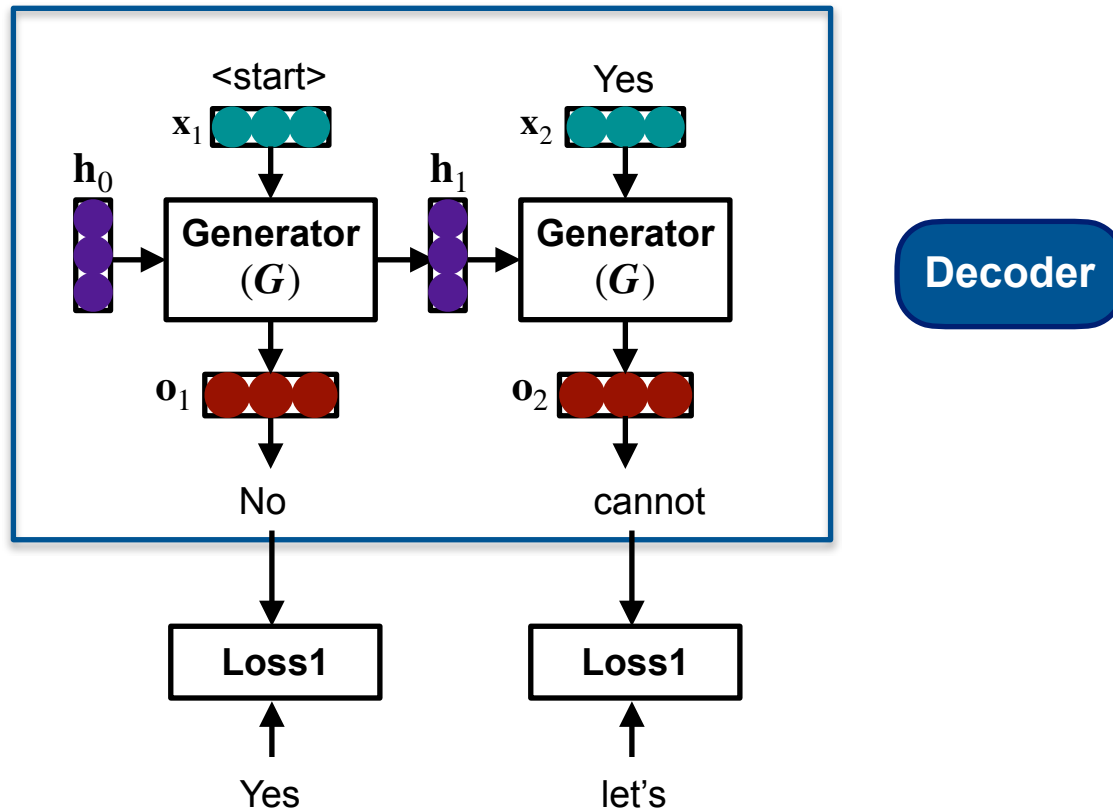 <start> Yes
x₁ x₂
h₀ h₁
Generator Generator
(G) (G)
Decoder
o₁ o₂
No cannot
Loss1 Loss1
Yes let's